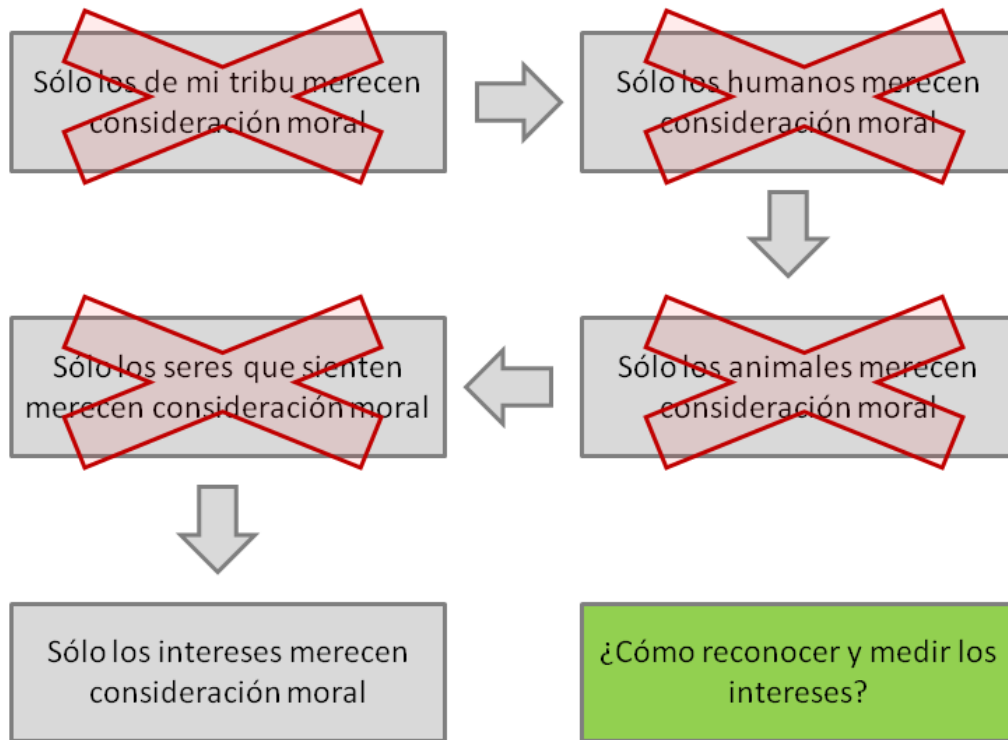 Sólo los de mi tribu merecen
consideración moral
Sólo los humanos merecen
consideración moral
Sólo los animales merecen
consideración moral
Sólo los seres que sienten
merecen consideración moral
Sólo los intereses merecen
consideración moral
¿Cómo reconocer y medir los
intereses?